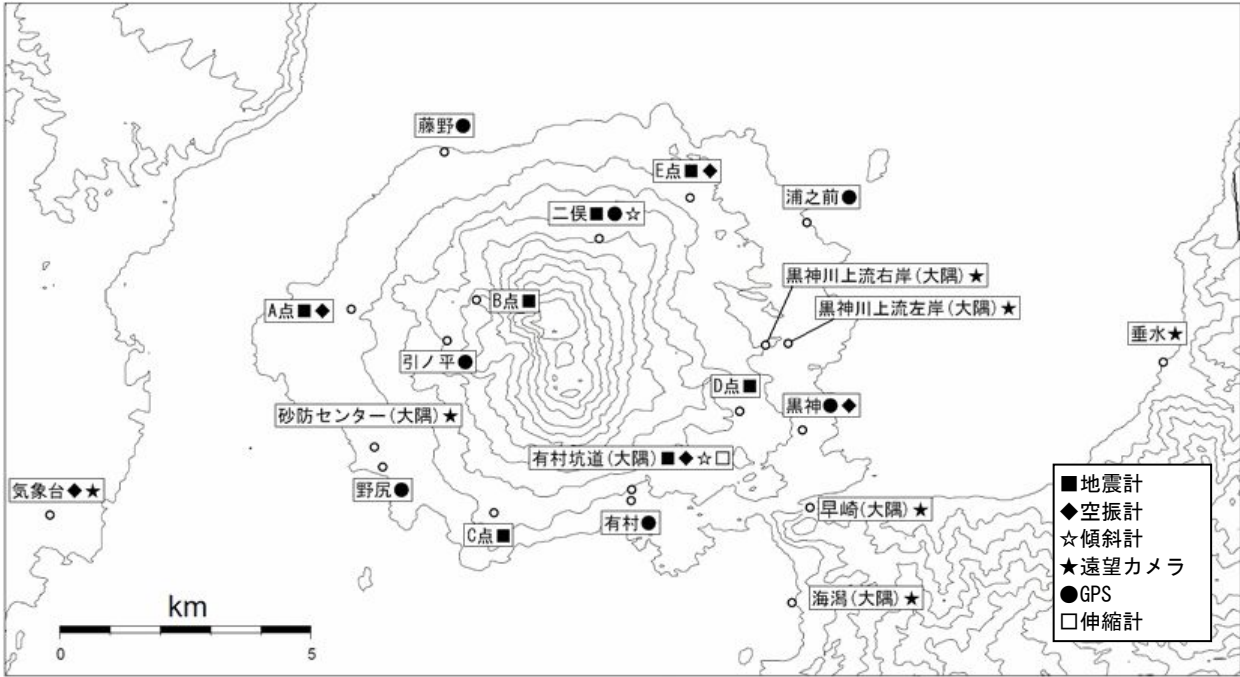 藤野●
E点■◆
浦之前●
二俣■●☆
黒神川上流右岸(大隅)★
A点■◆
B点■
黒神川上流左岸(大隅)★
垂水★
引ノ平●
D点■
黒神●◆
砂防センター(大隅)★
有村坑道(大隅)■◆☆□
気象台◆★
野尻●
C点■
有村●
早崎(大隅)★
海潟(大隅)★
■地震計
◆空振計
☆傾斜計
★遠望カメラ
●GPS
□伸縮計
km
0 5